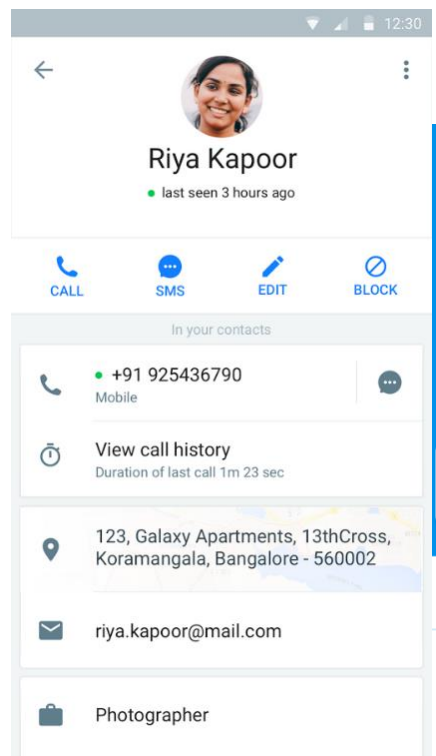 12:30
Riya Kapoor
last seen 3 hours ago
CALL SMS EDIT BLOCK
In your contacts
+91 925436790
Mobile
View call history
Duration of last call 1m 23 sec
123, Galaxy Apartments, 13thCross,
Koramangala, Bangalore - 560002
riya.kapoor@mail.com
Photographer